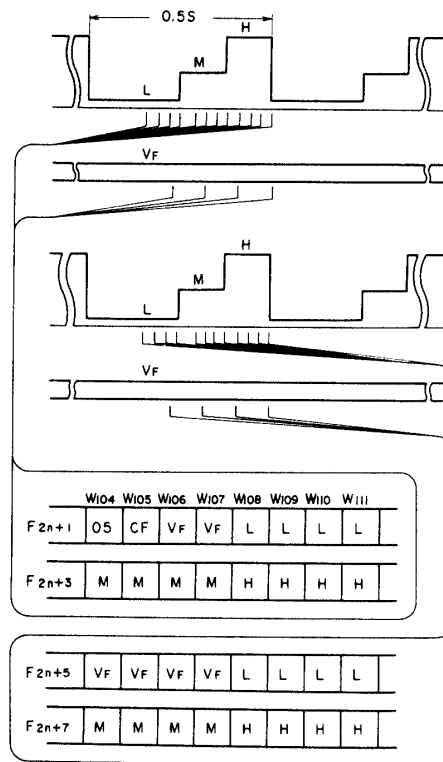 0.5S
H
M
L
VF
H
M
L
VF
W104 W105 W106 W107 W108 W109 W110 W111
F2n+1 05 CF VF VF L L L L
F2n+3 M M M M H H H H
F2n+5 VF VF VF VF L L L L
F2n+7 M M M M H H H H